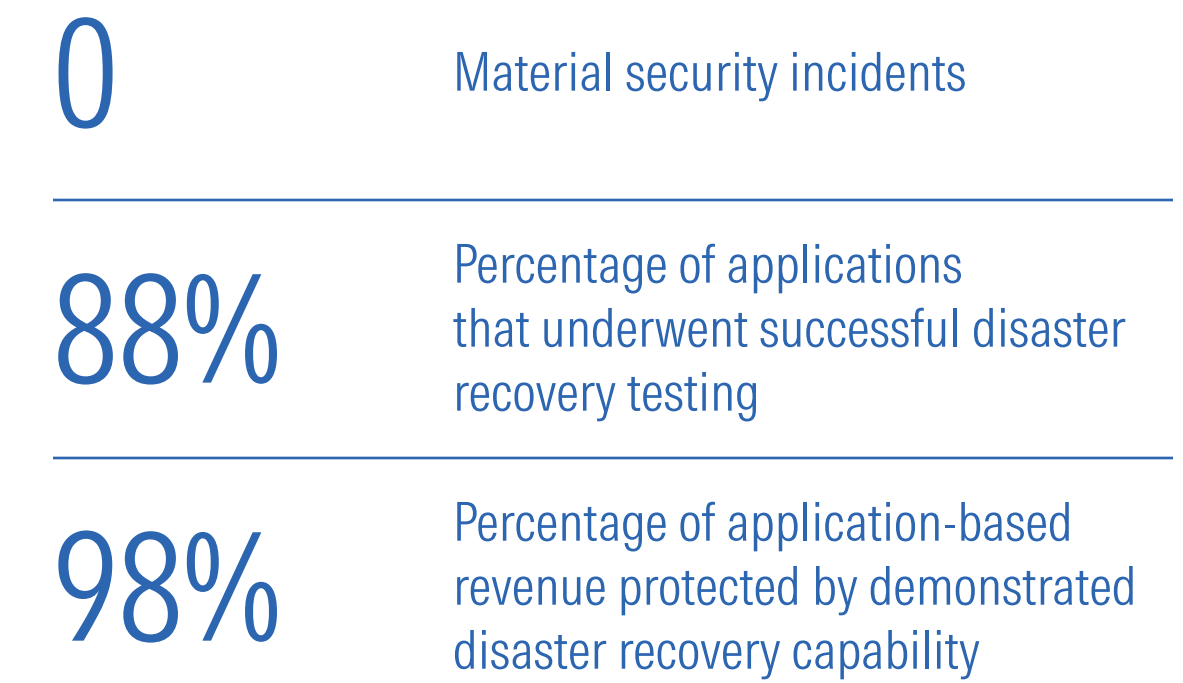 0
Material security incidents
88%
Percentage of applications
that underwent successful disaster
recovery testing
98%
Percentage of application-based
revenue protected by demonstrated
disaster recovery capability